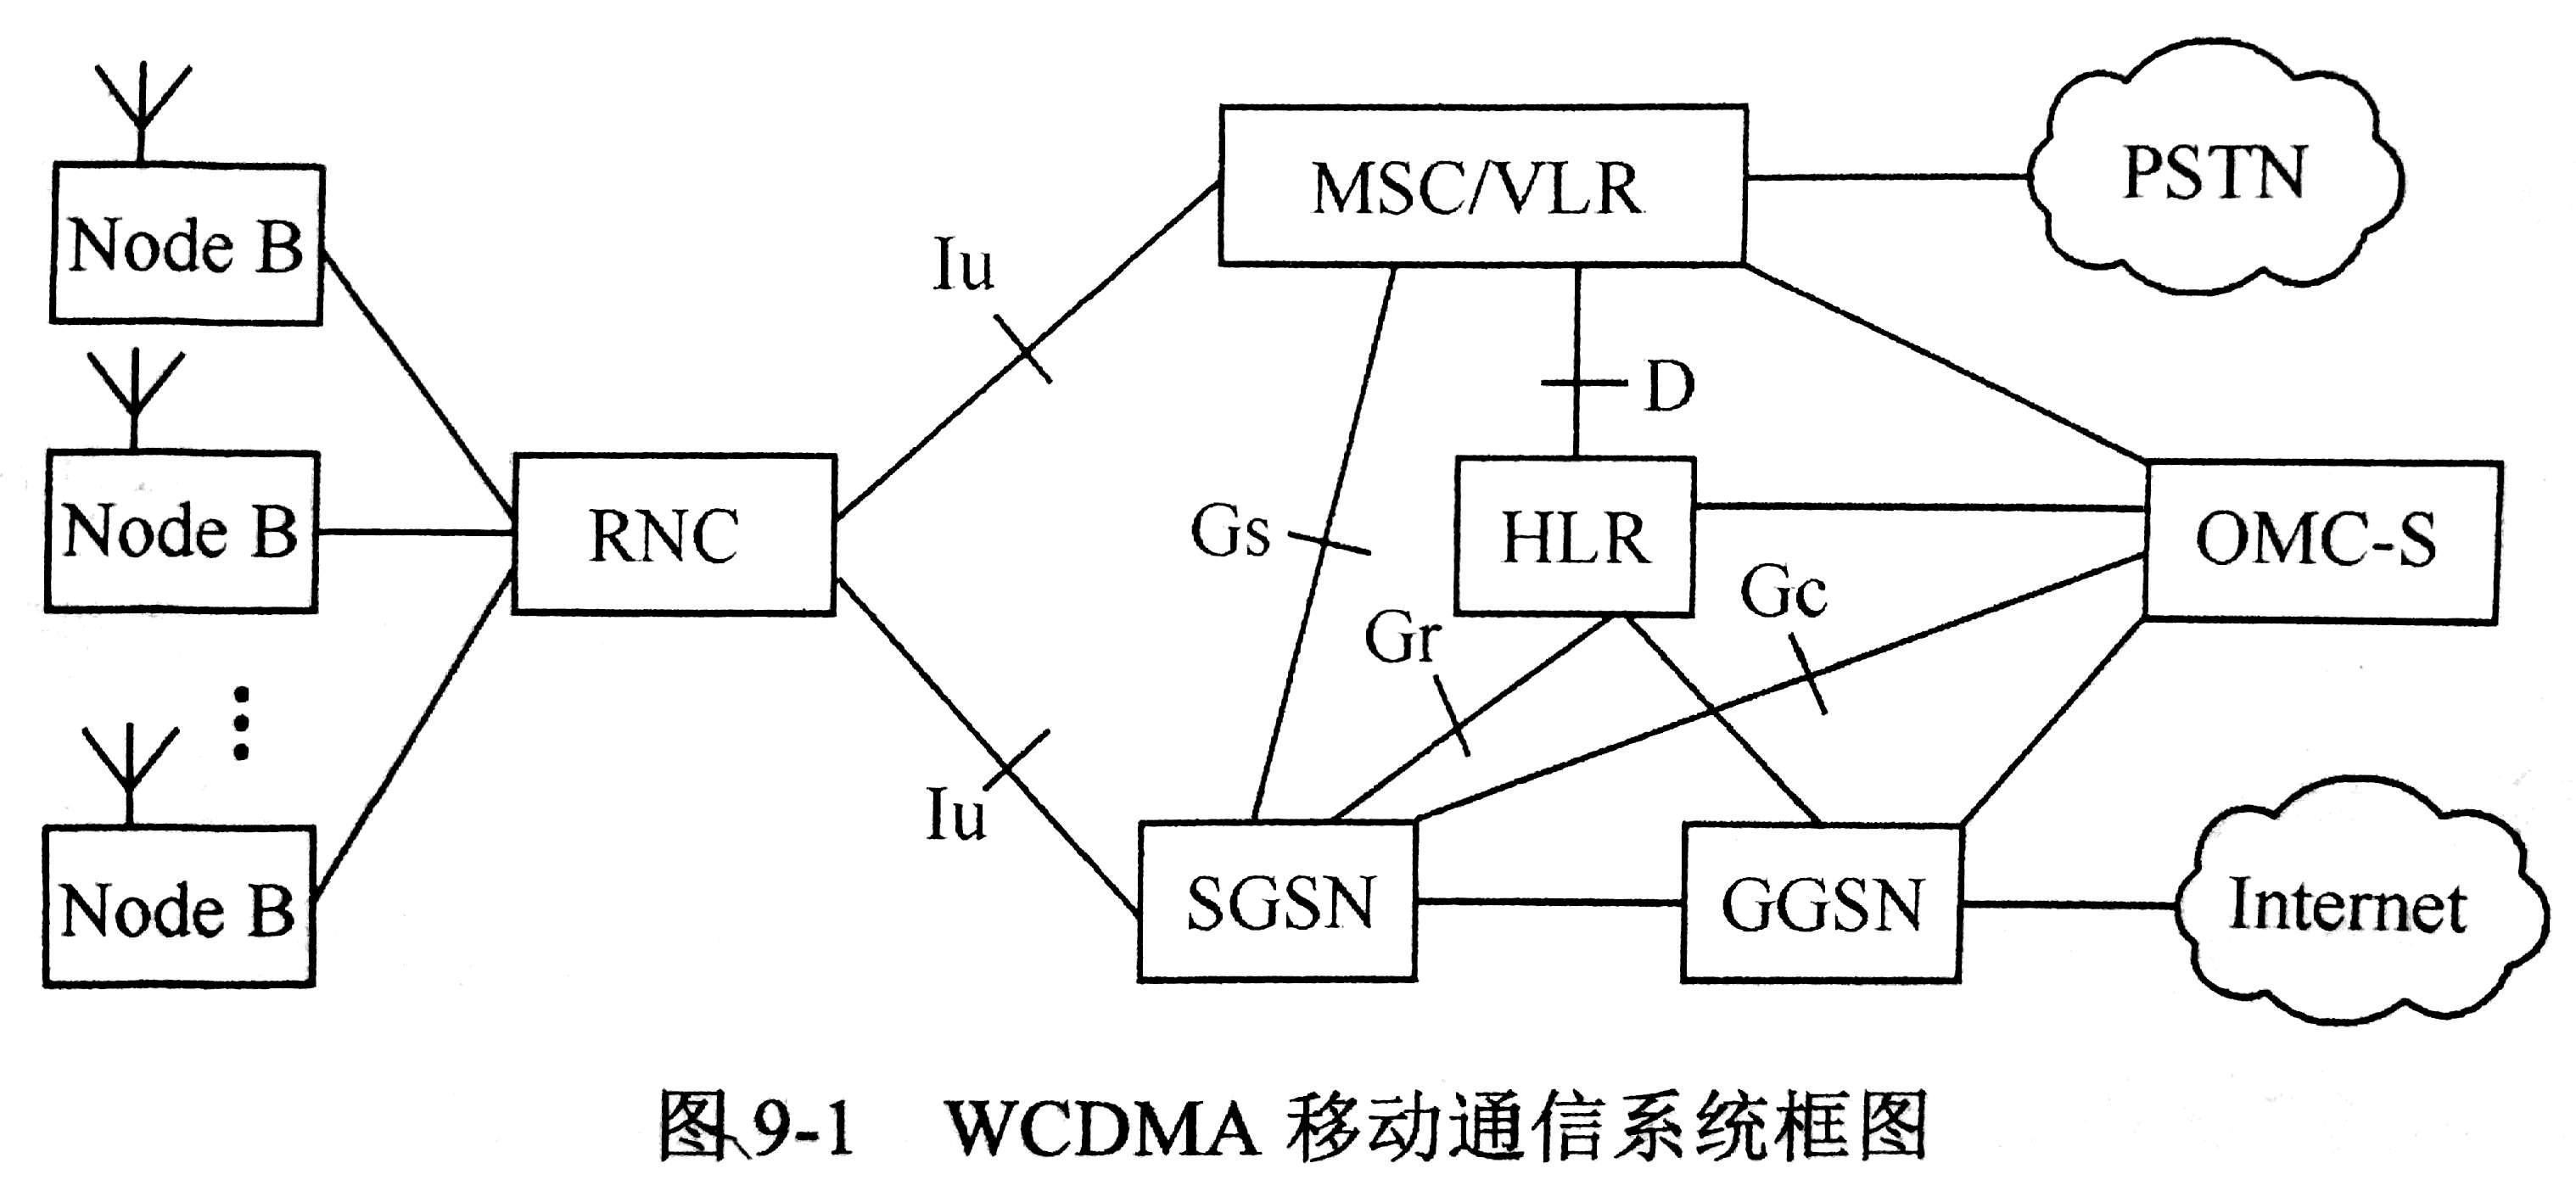 Node B
Node B
Node B
RNC
Iu
Iu
MSC/VLR
PSTN
D
Gs
HLR
Gr
Gc
OMC-S
SGSN
GGSN
Internet
图 9-1 WCDMA 移动通信系统框图